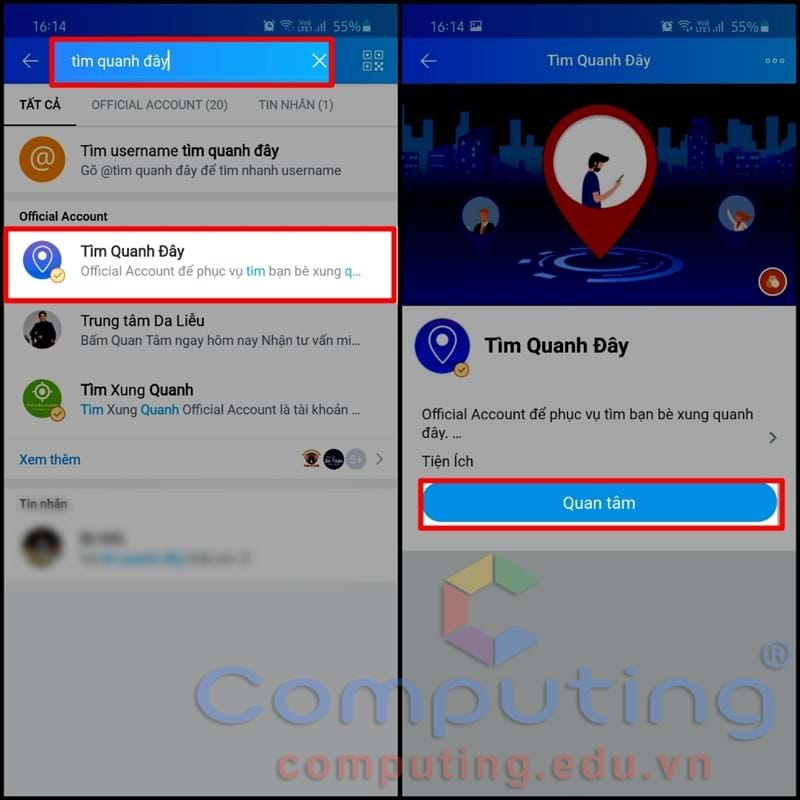 16:14
Vo))
LTE1
55%
tìm quanh đây
TẤT CẢ
OFFICIAL ACCOUNT (20)
TIN NHẮN (1)
@
Tìm username tìm quanh đây
Gõ @tìm quanh đây để tìm nhanh username
Official Account
Tìm Quanh Đây
Official Account để phục vụ tìm bạn bè xung q...
Trung tâm Da Liễu
Bấm Quan Tâm ngay hôm nay Nhận tư vấn mi...
Tìm Xung Quanh
Tìm Xung Quanh Official Account là tài khoản ...
Xem thêm
5+
Tin nhắn
16:14
Vo))
LTE1
55%
Tìm Quanh Đây
Tìm Quanh Đây
Official Account để phục vụ tìm bạn bè xung quanh
đây. ...
Tiện Ích
Quan tâm
Computing®
computing.edu.vn